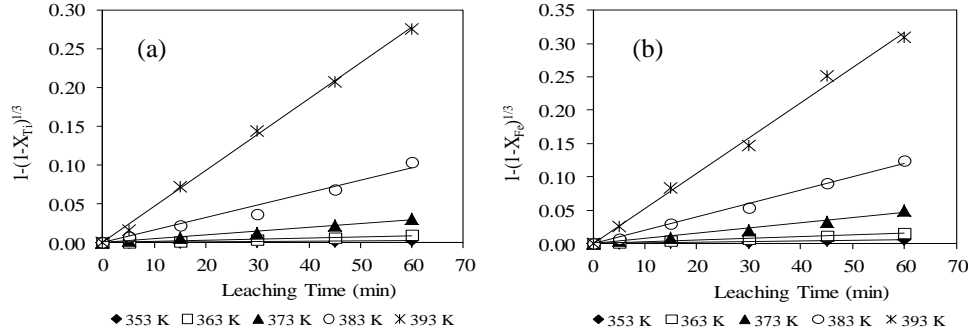 (a)
0.30
0.25
0.20
0.15
0.10
0.05
0.00
1-(1-X_Ti)^1/3
0 10 20 30 40 50 60 70
Leaching Time (min)
353 K 363 K 373 K 383 K 393 K
(b)
0.35
0.30
0.25
0.20
0.15
0.10
0.05
0.00
1-(1-X_Fe)^1/3
0 10 20 30 40 50 60 70
Leaching Time (min)
353 K 363 K 373 K 383 K 393 K